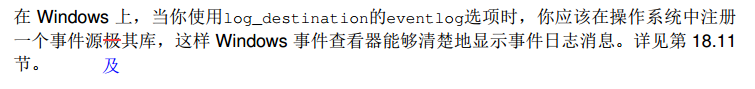 在 Windows 上，当你使用log_destination的eventlog选项时，你应该在操作系统中注册
一个事件源极其库，这样 Windows 事件查看器能够清楚地显示事件日志消息。详见第 18.11
节。
及